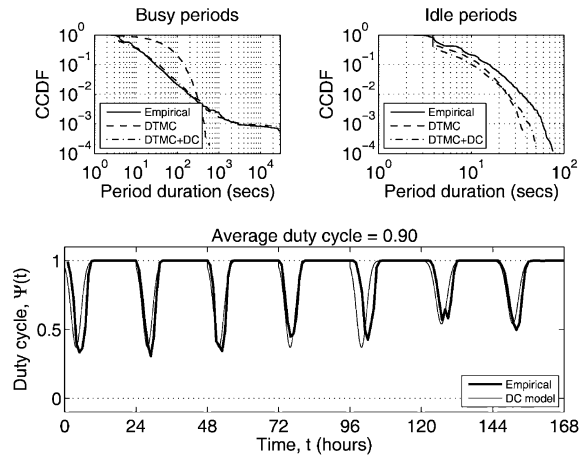 Busy periods
CCDF
10^0
10^-1
10^-2
10^-3
10^-4
Empirical
DTMC
DTMC+DC
10^0 10^1 10^2 10^3 10^4
Period duration (secs)
Idle periods
CCDF
10^0
10^-1
10^-2
10^-3
10^-4
Empirical
DTMC
DTMC+DC
10^0 10^1 10^2
Period duration (secs)
Average duty cycle = 0.90
Duty cycle, Ψ(t)
1
0.5
0
Empirical
DC model
0 24 48 72 96 120 144 168
Time, t (hours)